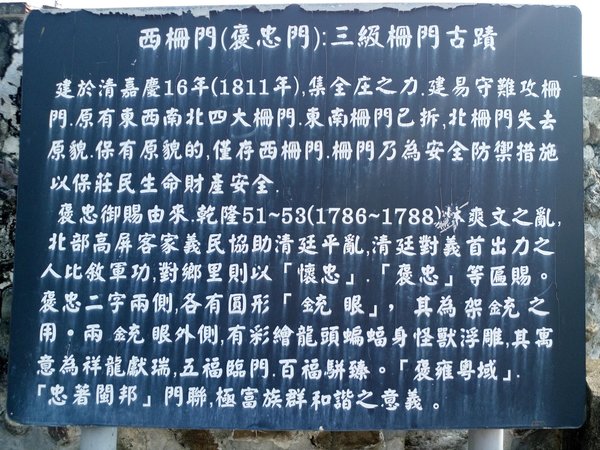 西柵門(褒忠門):三級柵門古蹟
建於清嘉慶16年(1811年),集全庄之力.建易守難攻柵
門.原有東西南北四大柵門.東南柵門已拆,北柵門失去
原貌.保有原貌的,僅存西柵門.柵門乃為安全防禦措施
以保莊民生命財產安全.
褒忠御賜由來.乾隆51~53(1786~1788)林爽文之亂,
北部高屏客家義民協助清廷平亂,清廷對義首出力之
人比敘軍功,對鄉里則以「懷忠」.「褒忠」等匾賜。
褒忠二字兩側,各有圓形「銃眼」,其為架銃之
用。兩銃眼外側,有彩繪龍頭蝙蝠身怪獸浮雕,其寓
意為祥龍獻瑞,五福臨門.百福駢臻。「褒雍粵域」.
「忠著閩邦」門聯,極富族群和諧之意義。